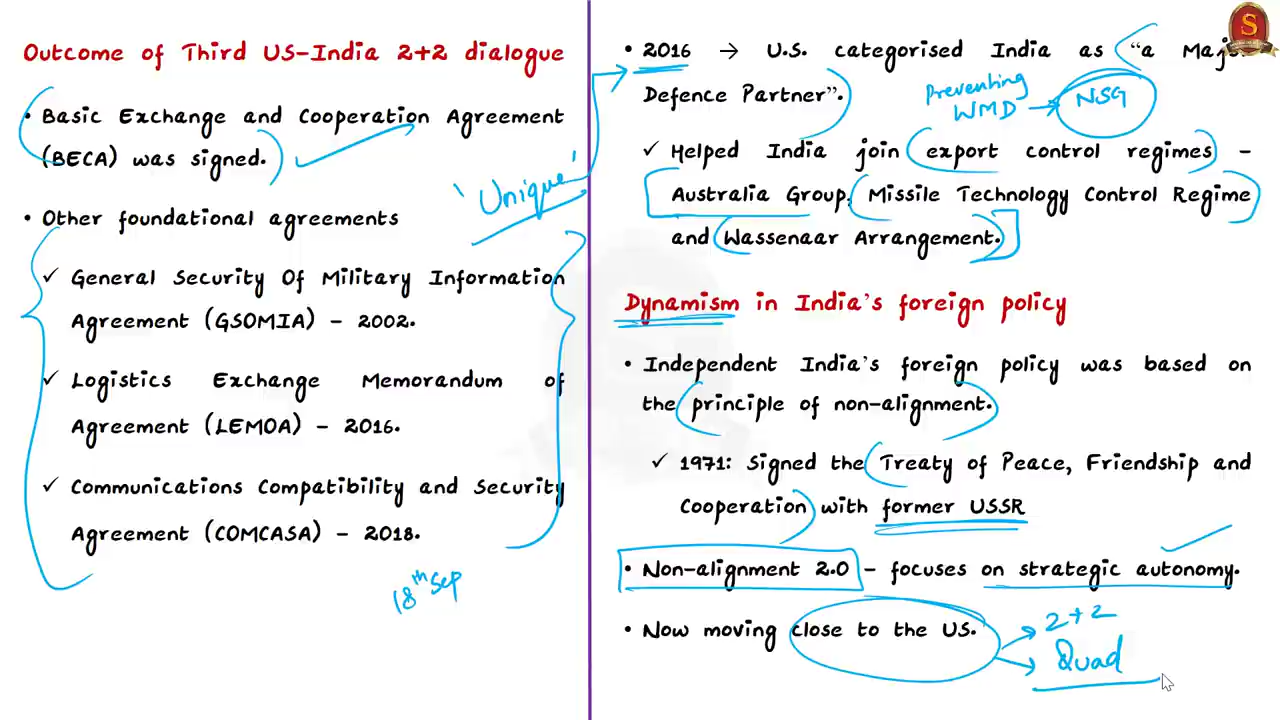 Outcome of Third US-India 2+2 dialogue
• Basic Exchange and Cooperation Agreement
(BECA) was signed.
'Unique'
• Other foundational agreements
✓ General Security Of Military Information
Agreement (GSOMIA) – 2002.
✓ Logistics Exchange Memorandum of
Agreement (LEMOA) – 2016.
✓ Communications Compatibility and Security
Agreement (COMCASA) – 2018.
18th Sep
• 2016 → U.S. categorised India as "a Major
Defence Partner".
Preventing
WMD → NSG
✓ Helped India join export control regimes –
Australia Group, Missile Technology Control Regime
and Wassenaar Arrangement.
Dynamism in India's foreign policy
• Independent India's foreign policy was based on
the principle of non-alignment.
✓ 1971: Signed the Treaty of Peace, Friendship and
Cooperation with former USSR
• Non-alignment 2.0 – focuses on strategic autonomy.
• Now moving close to the US.
2+2
Quad
S